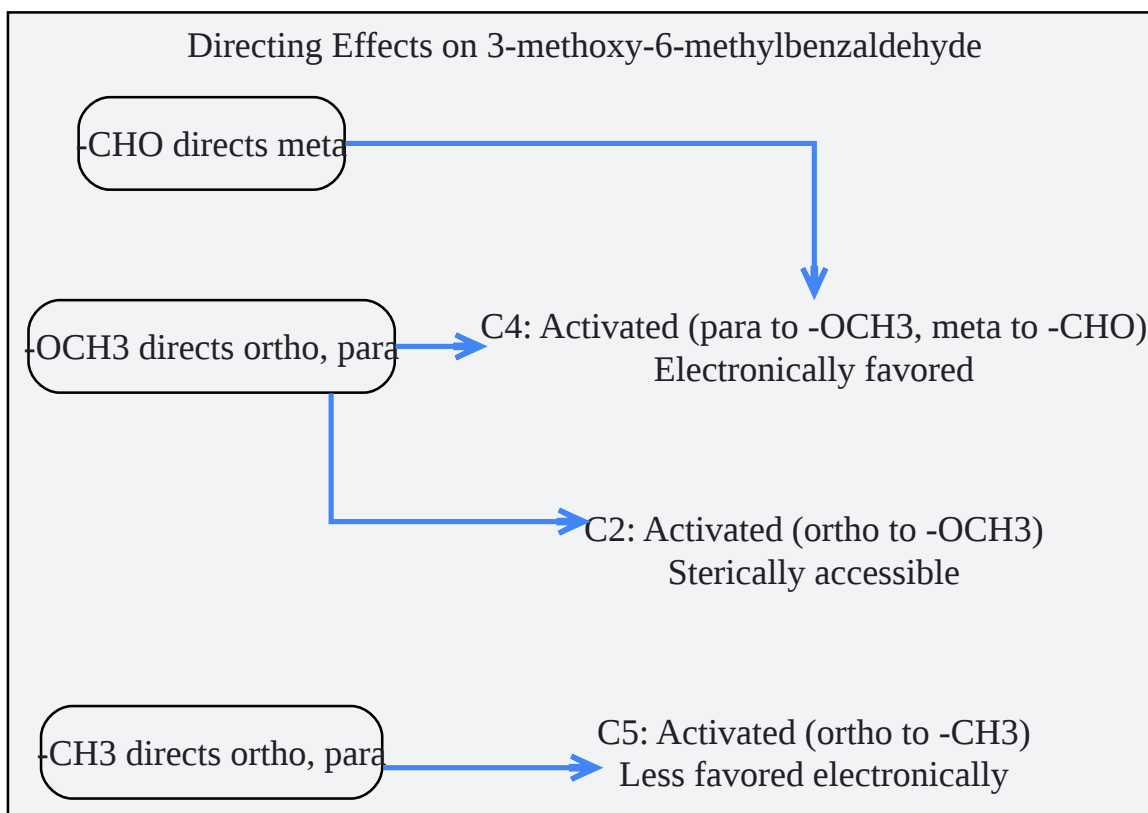 Directing Effects on 3-methoxy-6-methylbenzaldehyde
-CHO directs meta
-OCH3 directs ortho, para
C4: Activated (para to -OCH3, meta to -CHO)
Electronically favored
C2: Activated (ortho to -OCH3)
Sterically accessible
-CH3 directs ortho, para
C5: Activated (ortho to -CH3)
Less favored electronically